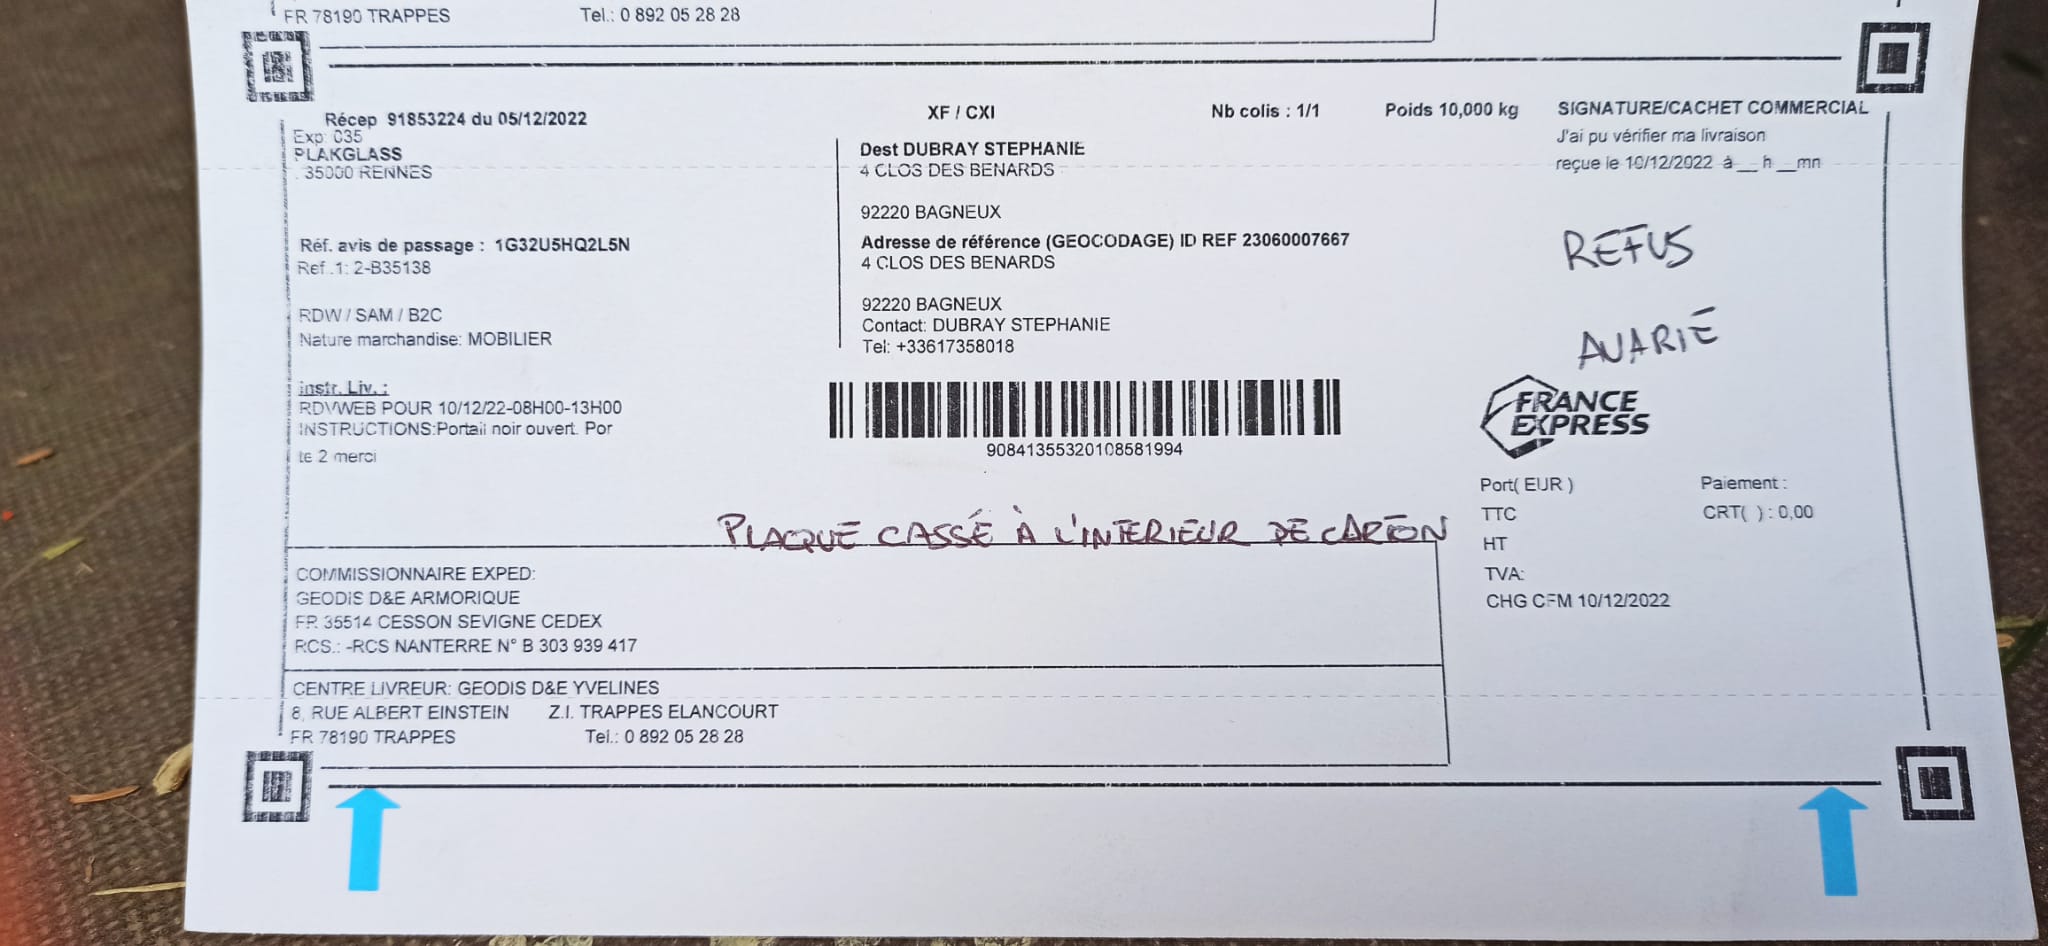 FR 78190 TRAPPES Tel.: 0 892 05 28 28
Récep 91853224 du 05/12/2022
XF / CXI
Nb colis : 1/1
Poids 10,000 kg
SIGNATURE/CACHET COMMERCIAL
J'ai pu vérifier ma livraison
reçue le 10/12/2022 à __ h __mn
Exp: 035
PLAKGLASS
35000 RENNES
Réf. avis de passage : 1G32U5HQ2L5N
Ref.1: 2-B35138
RDW / SAM / B2C
Nature marchandise: MOBILIER
Instr. Liv. :
RDVWEB POUR 10/12/22-08H00-13H00
INSTRUCTIONS:Portail noir ouvert. Por
te 2 merci
Dest DUBRAY STEPHANIE
4 CLOS DES BENARDS
92220 BAGNEUX
Adresse de référence (GEOCODAGE) ID REF 23060007667
4 CLOS DES BENARDS
92220 BAGNEUX
Contact: DUBRAY STEPHANIE
Tel: +33617358018
90841355320108581994
REFUS
AVARIÉ
FRANCE
EXPRESS
Port( EUR )
Paiement :
TTC
CRT( ) : 0,00
HT
TVA:
CHG CFM 10/12/2022
PLAQUE CASSÉ À L'INTERIEUR DE CARTON
COMMISSIONNAIRE EXPED:
GEODIS D&E ARMORIQUE
FR 35514 CESSON SEVIGNE CEDEX
RCS.: -RCS NANTERRE N° B 303 939 417
CENTRE LIVREUR: GEODIS D&E YVELINES
8, RUE ALBERT EINSTEIN Z.I. TRAPPES ELANCOURT
FR 78190 TRAPPES Tel.: 0 892 05 28 28